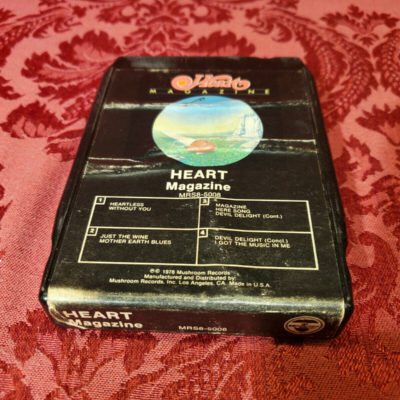 Heart
MAGAZINE
HEART
Magazine
MRS8-5008
1
HEARTLESS
WITHOUT YOU
3
MAGAZINE
HERE SONG
DEVIL DELIGHT (Cont.)
2
JUST THE WINE
MOTHER EARTH BLUES
4
DEVIL DELIGHT (Concl.)
I GOT THE MUSIC IN ME
℗© 1978 Mushroom Records
Manufactured and Distributed by:
Mushroom Records, Inc. Los Angeles, CA. Made in U.S.A.
HEART
Magazine
MRS8-5008